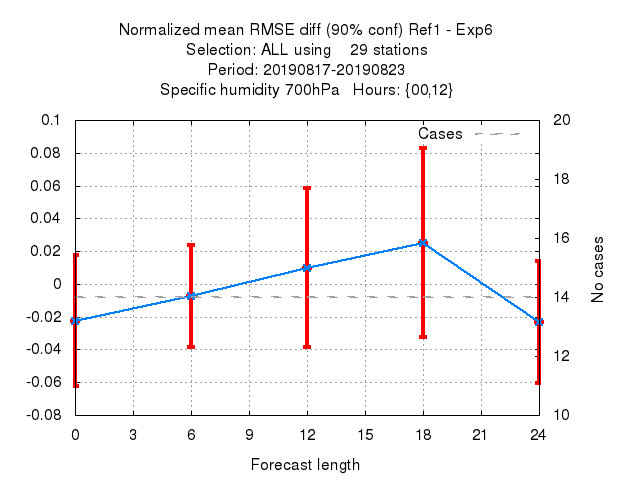 Normalized mean RMSE diff (90% conf) Ref1 - Exp6
Selection: ALL using    29 stations
Period: 20190817-20190823
Specific humidity 700hPa   Hours: {00,12}
Cases
0.1
0.08
0.06
0.04
0.02
0
-0.02
-0.04
-0.06
-0.08
20
18
16
14
12
10
No cases
0 3 6 9 12 15 18 21 24
Forecast length